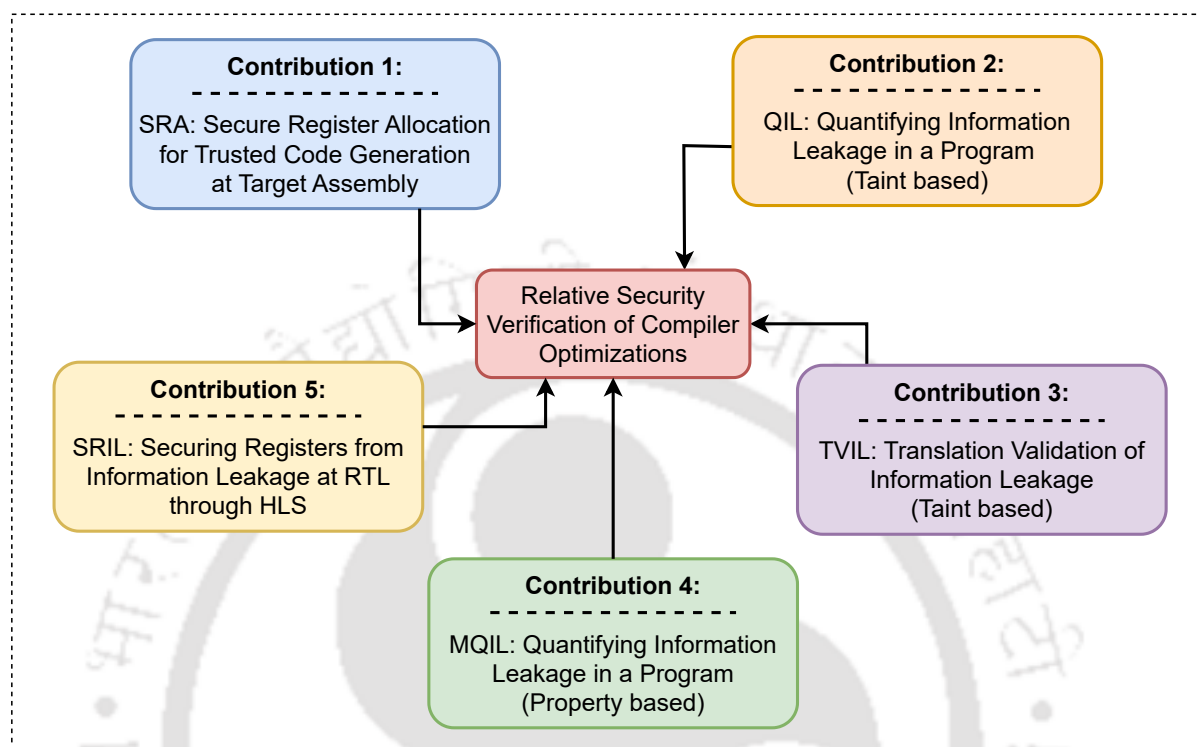 Contribution 1:
SRA: Secure Register Allocation
for Trusted Code Generation
at Target Assembly
Contribution 2:
QIL: Quantifying Information
Leakage in a Program
(Taint based)
Relative Security
Verification of Compiler
Optimizations
Contribution 5:
SRIL: Securing Registers from
Information Leakage at RTL
through HLS
Contribution 3:
TVIL: Translation Validation of
Information Leakage
(Taint based)
Contribution 4:
MQIL: Quantifying Information
Leakage in a Program
(Property based)